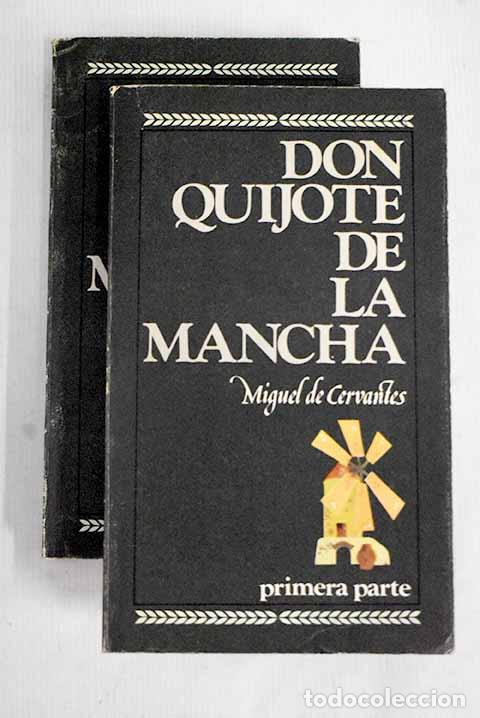 DON
QUIJOTE
DE
LA
MANCHA
Miguel de Cervantes
primera parte
M
todocoleccion